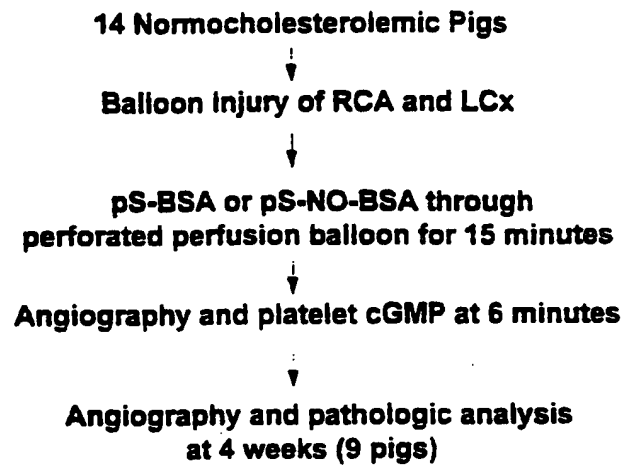 14 Normocholesterolemic Pigs
Balloon Injury of RCA and LCx
pS-BSA or pS-NO-BSA through
perforated perfusion balloon for 15 minutes
Angiography and platelet cGMP at 6 minutes
Angiography and pathologic analysis
at 4 weeks (9 pigs)